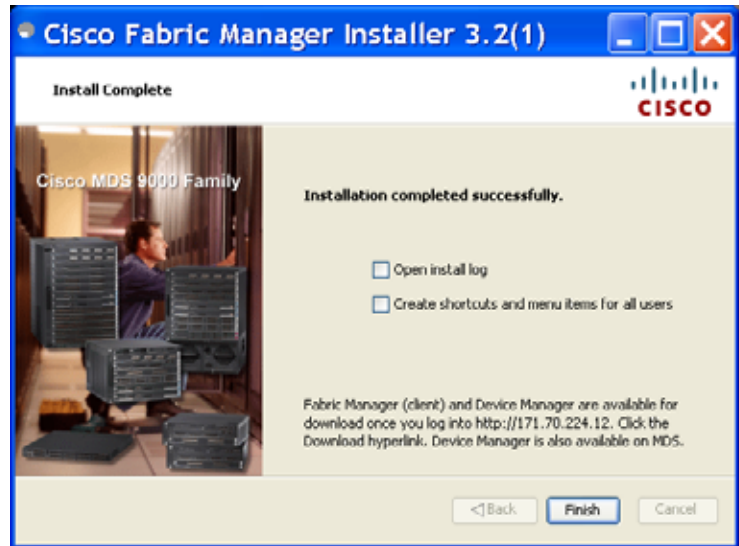 Cisco Fabric Manager Installer 3.2(1)
Install Complete
CISCO
Cisco MDS 9000 Family
Installation completed successfully.
Open install log
Create shortcuts and menu items for all users
Fabric Manager (client) and Device Manager are available for
download once you log into http://171.70.224.12. Click the
Download hyperlink. Device Manager is also available on MDS.
Back
Finish
Cancel